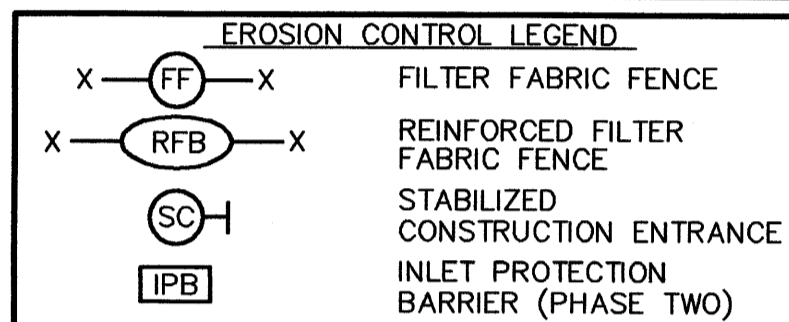 EROSION CONTROL LEGEND
X FF X FILTER FABRIC FENCE
X RFB X REINFORCED FILTER
FABRIC FENCE
SC STABILIZED
CONSTRUCTION ENTRANCE
IPB INLET PROTECTION
BARRIER (PHASE TWO)